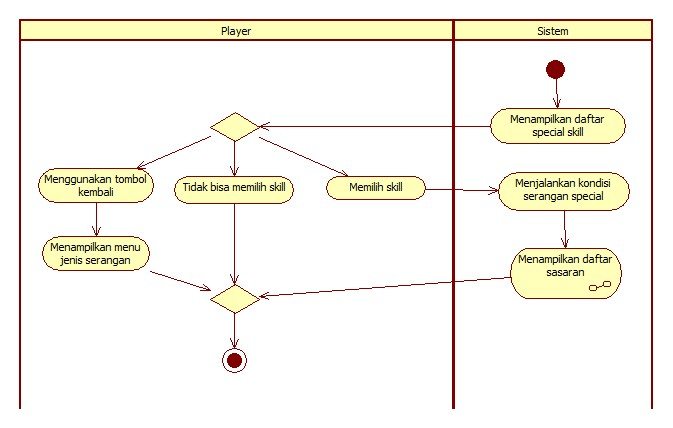 Player
Sistem
Menampilkan daftar
special skill
Menggunakan tombol
kembali
Tidak bisa memilih skill
Memilih skill
Menjalankan kondisi
serangan special
Menampilkan menu
jenis serangan
Menampilkan daftar
sasaran